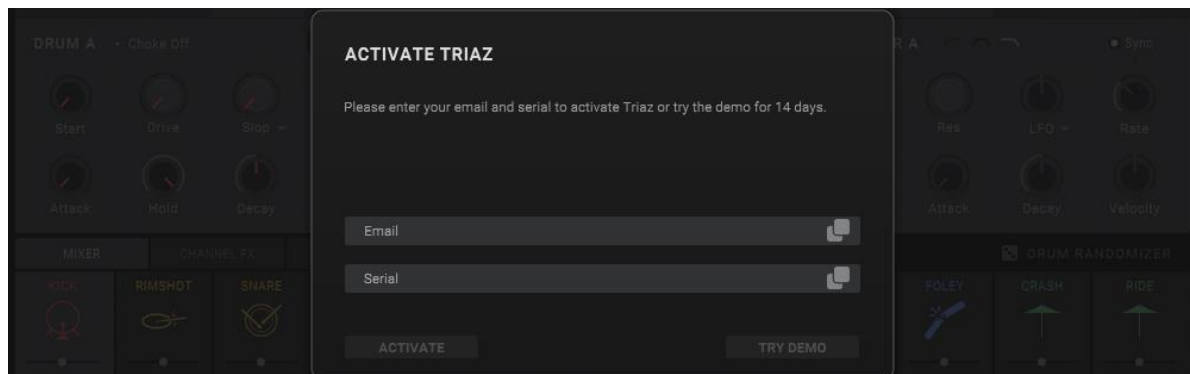 DRUM A • Choke Off
R A Sync
ACTIVATE TRIAZ
Please enter your email and serial to activate Triaz or try the demo for 14 days.
Start Drive Slop
Res LFO Rate
Attack Hold Decay
Attack Decay Velocity
Email
Serial
MIXER CHANNEL FX
DRUM RANDOMIZER
KICK RIMSHOT SNARE
FOLEY CRASH RIDE
ACTIVATE TRY DEMO